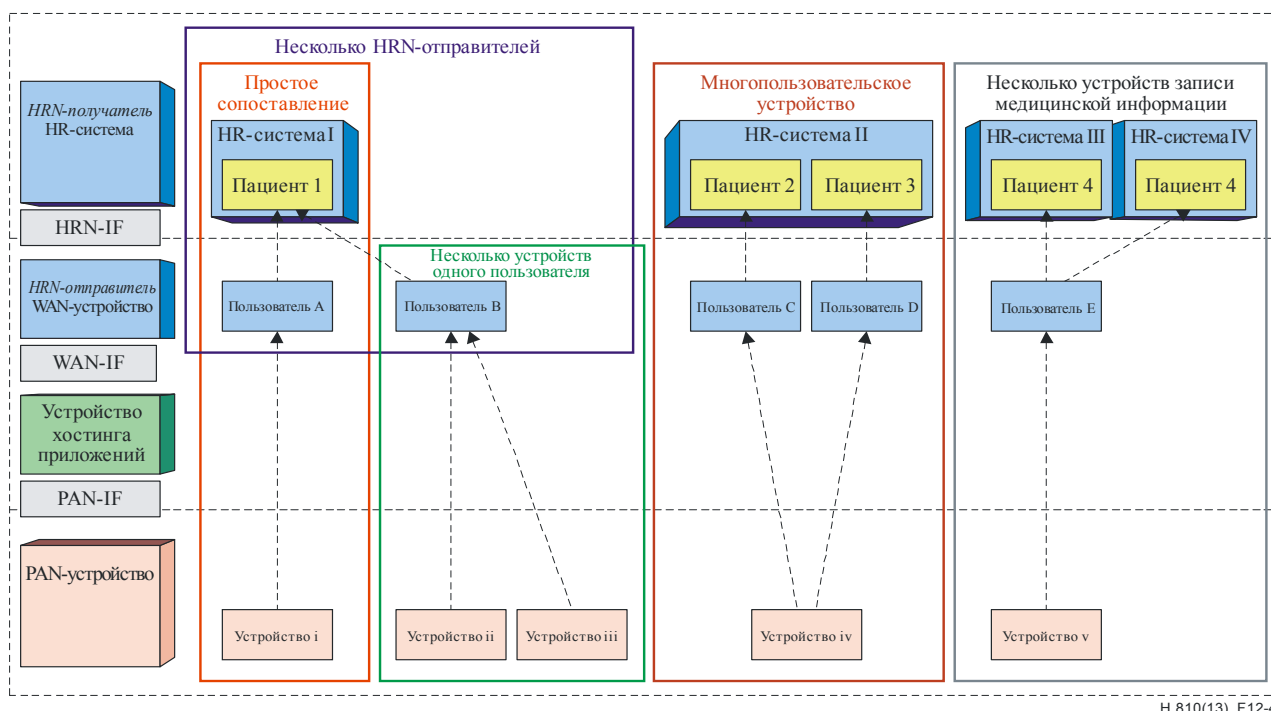 Несколько HRN-отправителей
Простое
сопоставление
Многопользовательское
устройство
Несколько устройств записи
медицинской информации
HRN-получатель
HR-система
HR-система I
HR-система II
HR-система III
HR-система IV
Пациент 1
Пациент 2
Пациент 3
Пациент 4
Пациент 4
HRN-IF
Несколько устройств
одного пользователя
HRN-отправитель
WAN-устройство
Пользователь A
Пользователь B
Пользователь C
Пользователь D
Пользователь E
WAN-IF
Устройство
хостинга
приложений
PAN-IF
PAN-устройство
Устройство i
Устройство ii
Устройство iii
Устройство iv
Устройство v